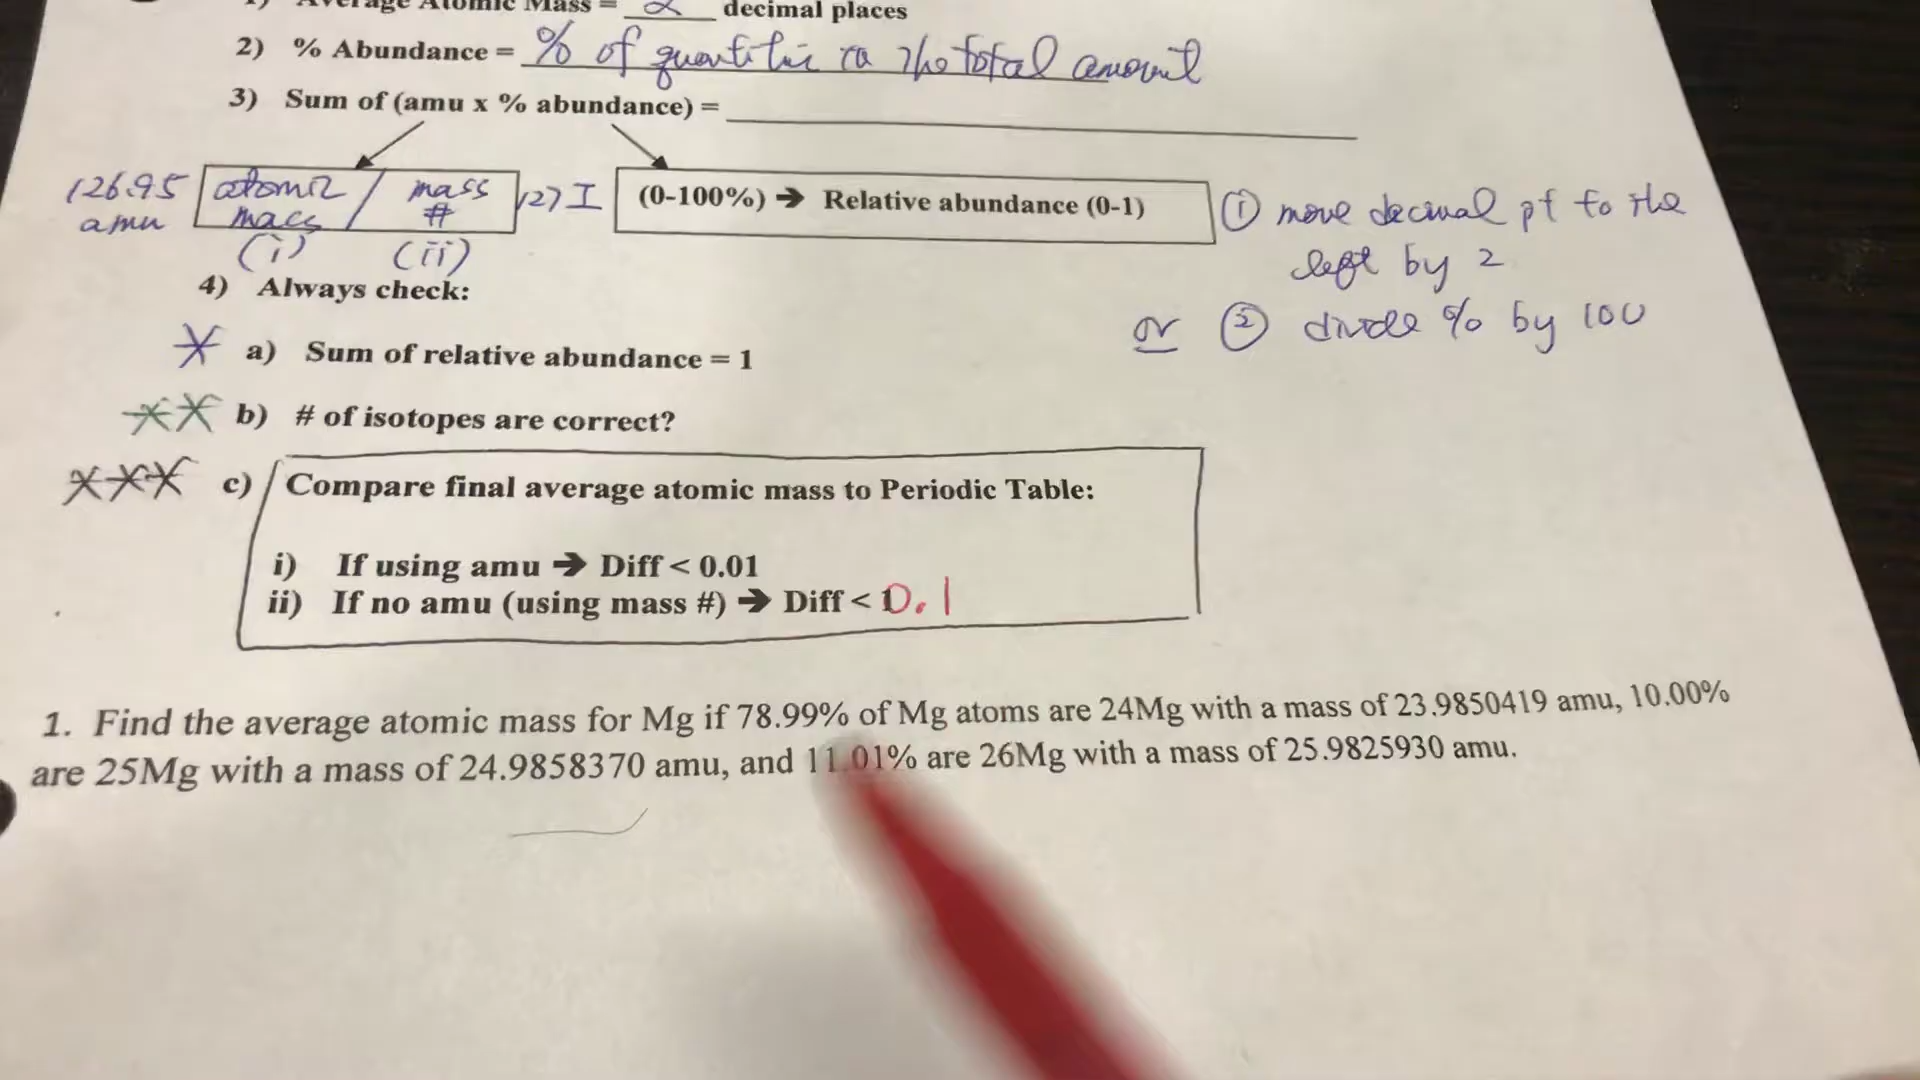 1) Average Atomic Mass = 2 decimal places
2) % Abundance = % of quantitie to the total amount
3) Sum of (amu x % abundance) =
126.95 amu
atomic mass / mass #
127 I
(0-100%) ➔ Relative abundance (0-1)
① move decimal pt to the
left by 2
(i) (ii)
or ② divide % by 100
4) Always check:
* a) Sum of relative abundance = 1
** b) # of isotopes are correct?
*** c) Compare final average atomic mass to Periodic Table:
i) If using amu ➔ Diff < 0.01
ii) If no amu (using mass #) ➔ Diff < 0.1
1. Find the average atomic mass for Mg if 78.99% of Mg atoms are 24Mg with a mass of 23.9850419 amu, 10.00%
are 25Mg with a mass of 24.9858370 amu, and 11.01% are 26Mg with a mass of 25.9825930 amu.